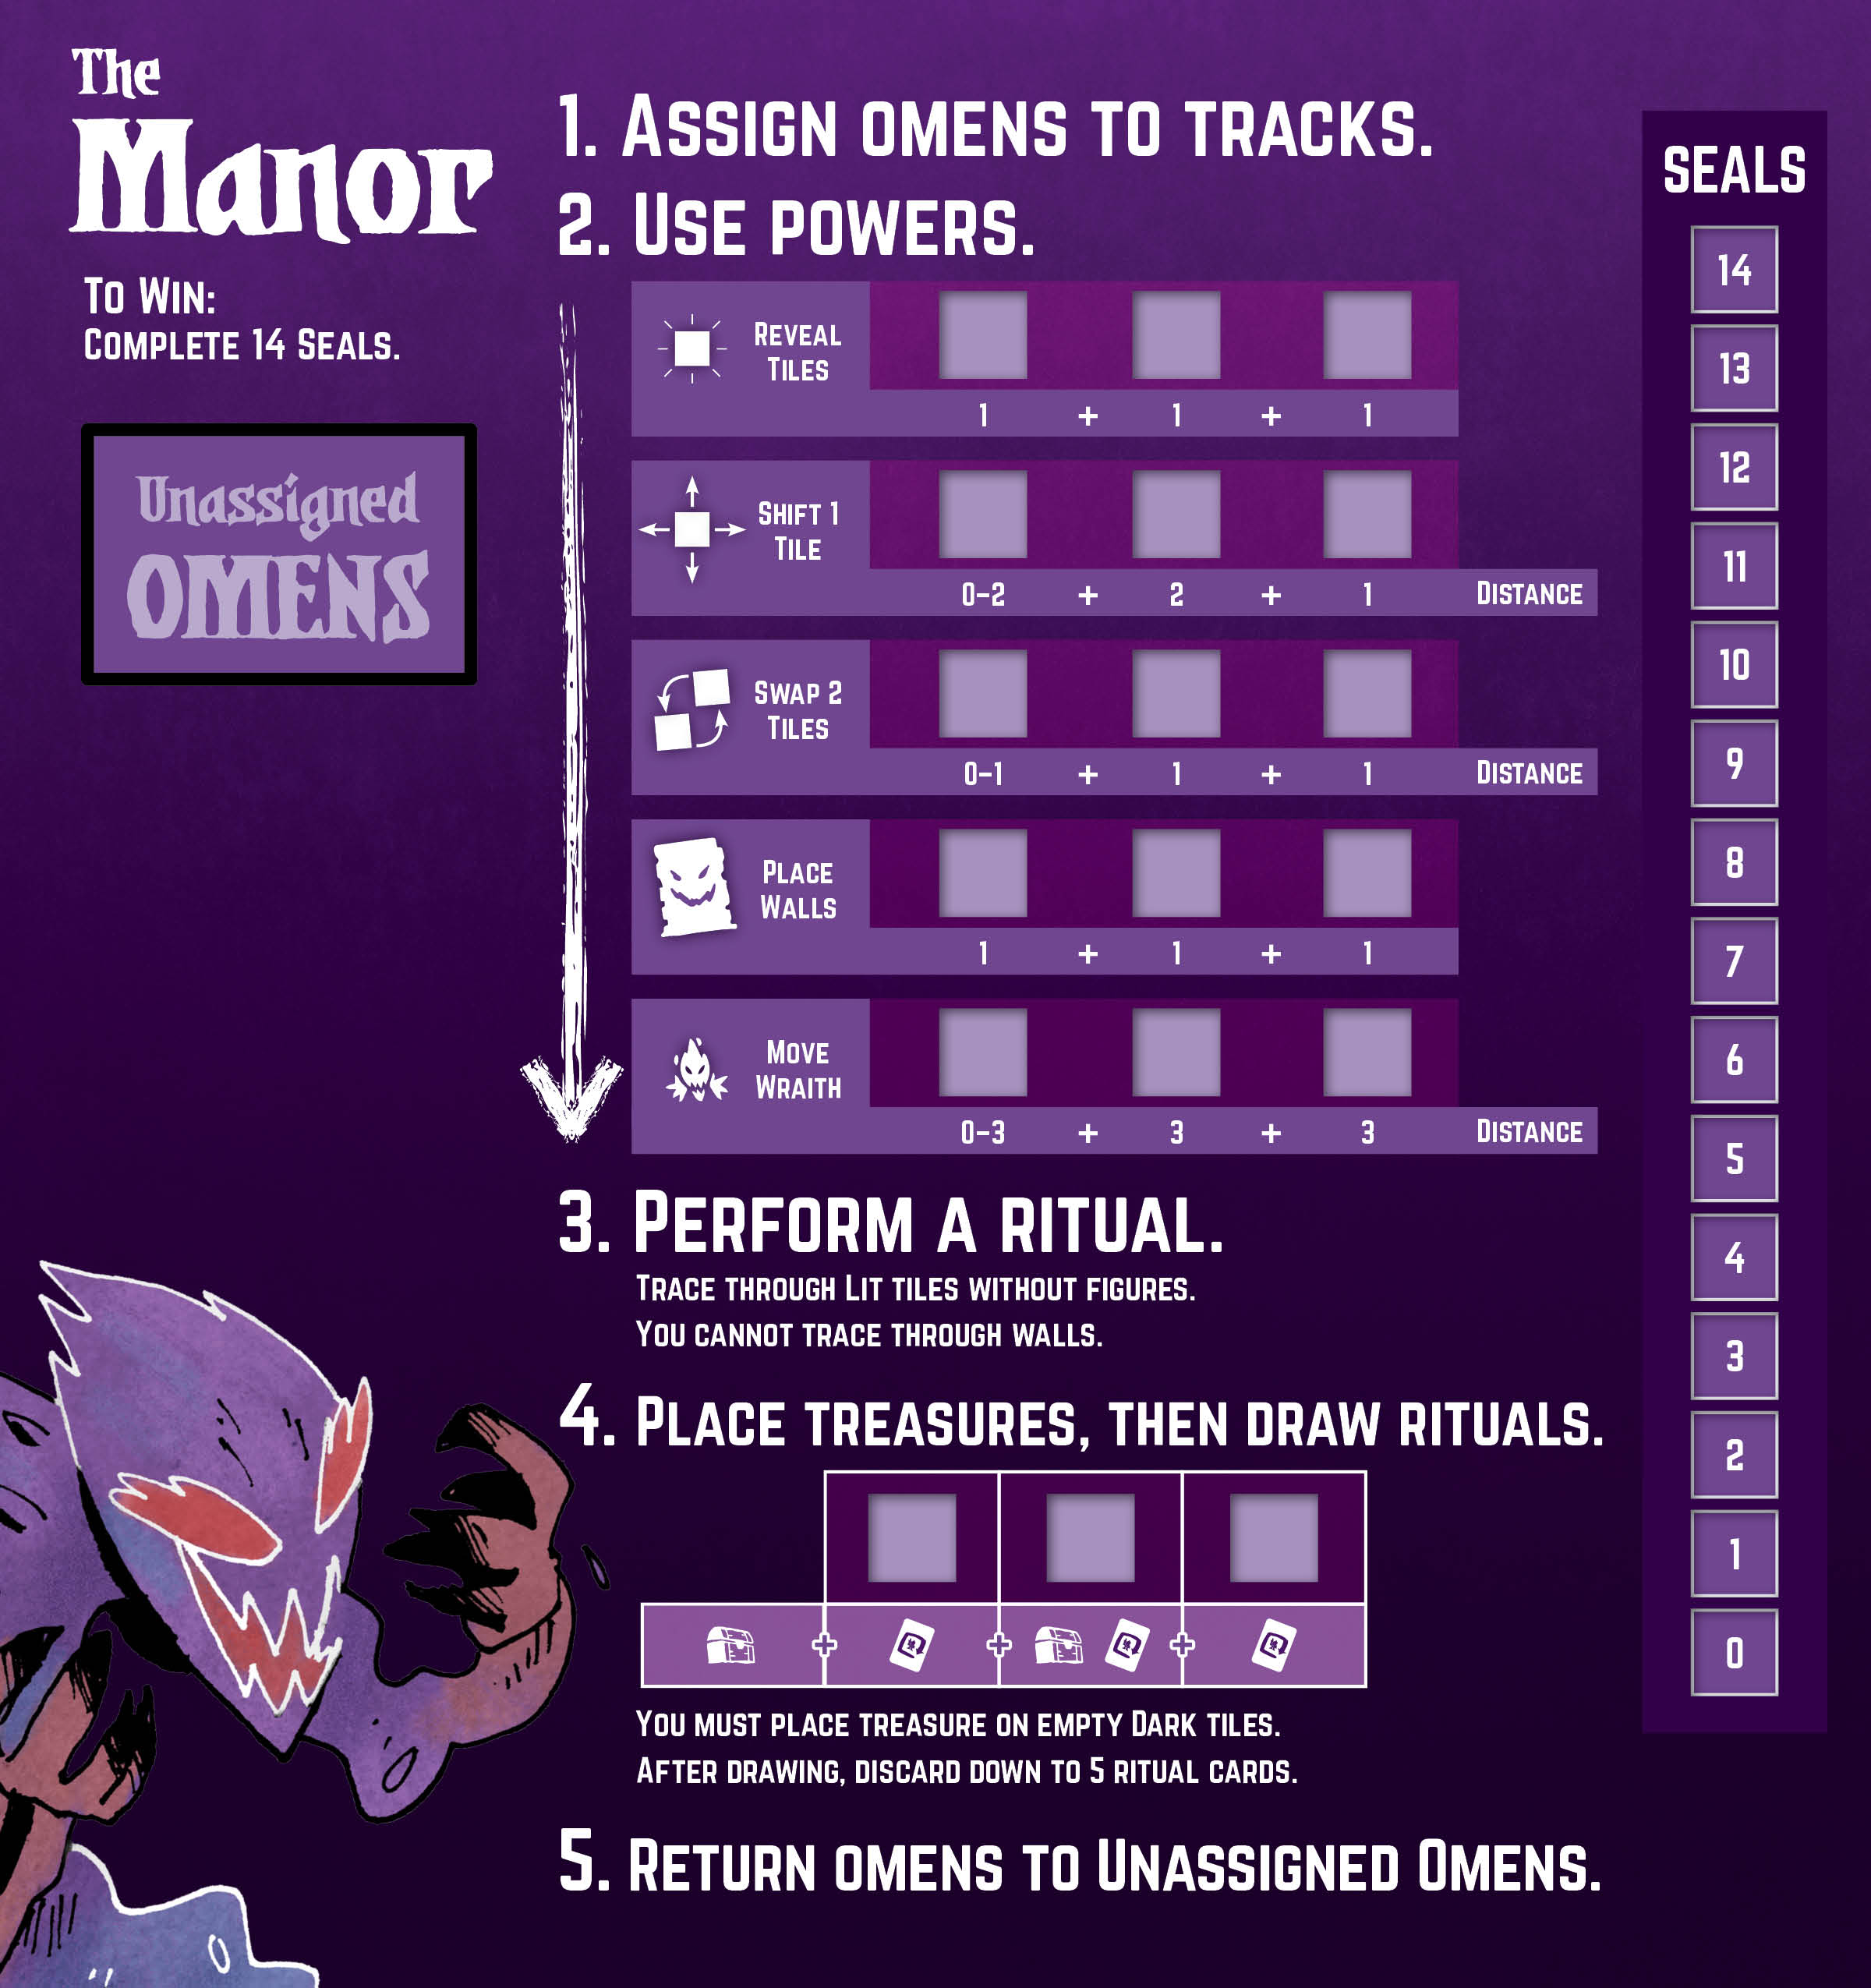 The
Manor
To Win:
Complete 14 Seals.
Unassigned
OMENS
1. Assign omens to tracks.
2. Use powers.
Reveal
Tiles
1 + 1 + 1
Shift 1
Tile
0-2 + 2 + 1 Distance
Swap 2
Tiles
0-1 + 1 + 1 Distance
Place
Walls
1 + 1 + 1
Move
Wraith
0-3 + 3 + 3 Distance
3. Perform a ritual.
Trace through Lit tiles without figures.
You cannot trace through walls.
4. Place treasures, then draw rituals.
+ + +
You must place treasure on empty Dark tiles.
After drawing, discard down to 5 ritual cards.
5. Return omens to Unassigned Omens.
SEALS
14
13
12
11
10
9
8
7
6
5
4
3
2
1
0